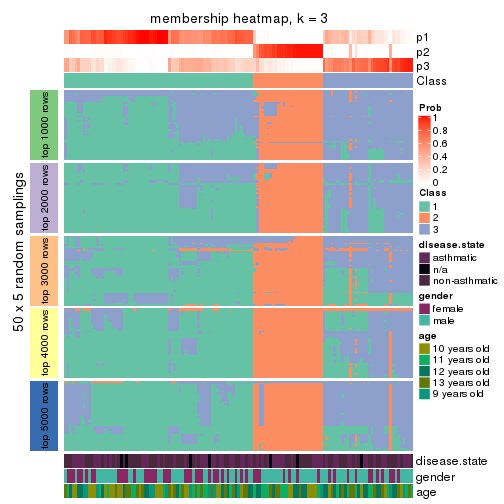 membership heatmap, k = 3
p1
p2
p3
Class
50 x 5 random samplings
top 1000 rows
top 2000 rows
top 3000 rows
top 4000 rows
top 5000 rows
disease.state
gender
age
Prob
1
0.8
0.6
0.4
0.2
0
Class
1
2
3
disease.state
asthmatic
n/a
non-asthmatic
gender
female
male
age
10 years old
11 years old
12 years old
13 years old
9 years old